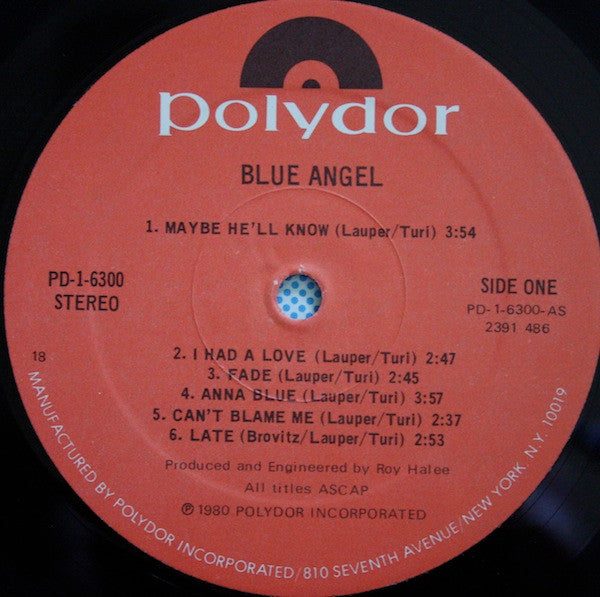 polydor
BLUE ANGEL
1. MAYBE HE'LL KNOW (Lauper/Turi) 3:54
PD-1-6300
STEREO
SIDE ONE
PD-1-6300-AS
2391 486
18
2. I HAD A LOVE (Lauper/Turi) 2:47
3. FADE (Lauper/Turi) 2:45
4. ANNA BLUE (Lauper/Turi) 3:57
5. CAN'T BLAME ME (Lauper/Turi) 2:37
6. LATE (Brovitz/Lauper/Turi) 2:53
Produced and Engineered by Roy Halee
All titles ASCAP
℗ 1980 POLYDOR INCORPORATED
MANUFACTURED BY POLYDOR INCORPORATED/810 SEVENTH AVENUE/NEW YORK, N.Y. 10019